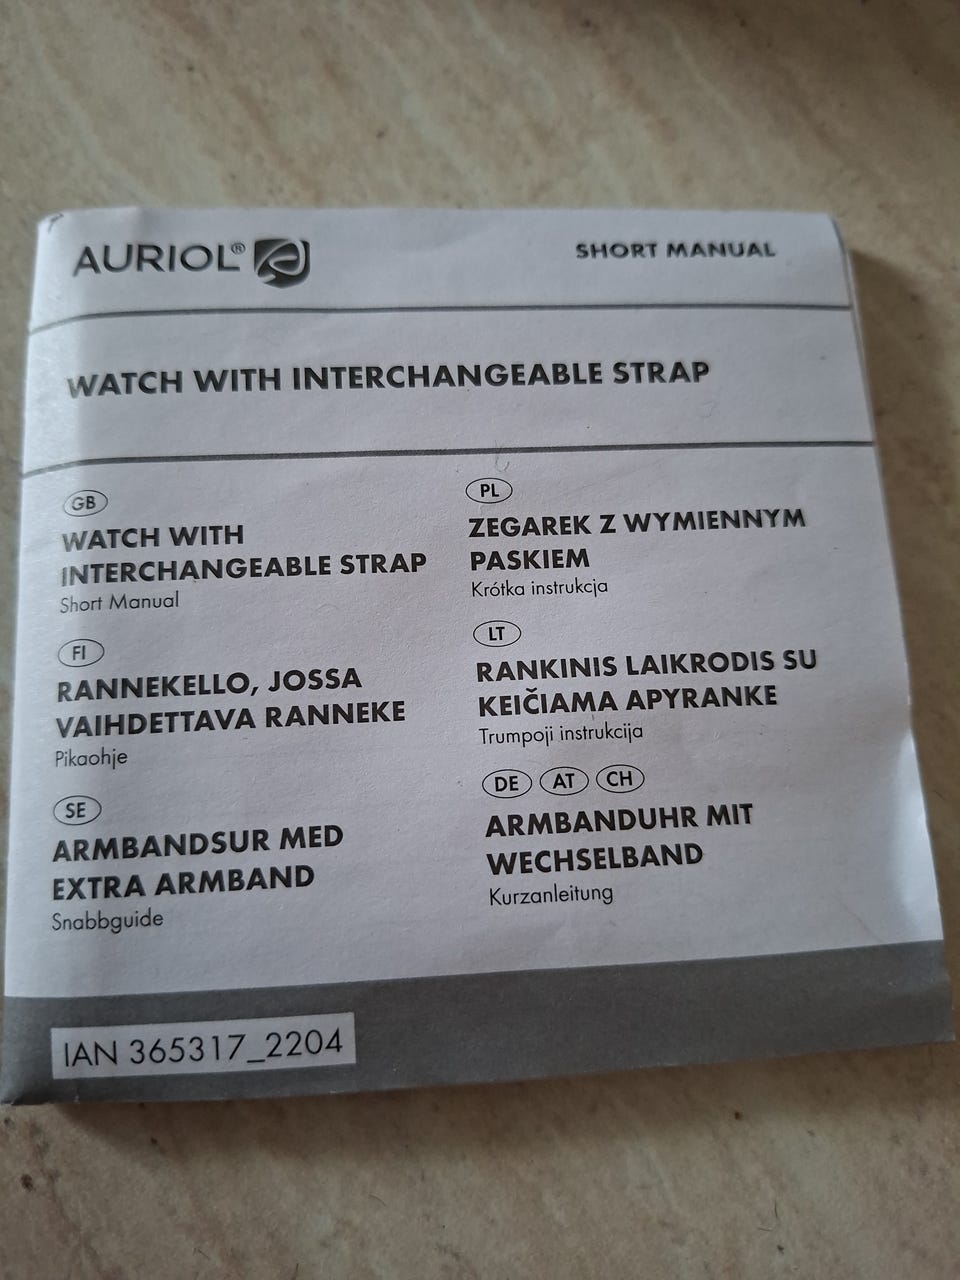 AURIOL®
SHORT MANUAL
WATCH WITH INTERCHANGEABLE STRAP
GB
WATCH WITH
INTERCHANGEABLE STRAP
Short Manual
FI
RANNEKELLO, JOSSA
VAIHDETTAVA RANNEKE
Pikaohje
SE
ARMBANDSUR MED
EXTRA ARMBAND
Snabbguide
PL
ZEGAREK Z WYMIENNYM
PASKIEM
Krótka instrukcja
LT
RANKINIS LAIKRODIS SU
KEIČIAMA APYRANKE
Trumpoji instrukcija
DE AT CH
ARMBANDUHR MIT
WECHSELBAND
Kurzanleitung
IAN 365317_2204